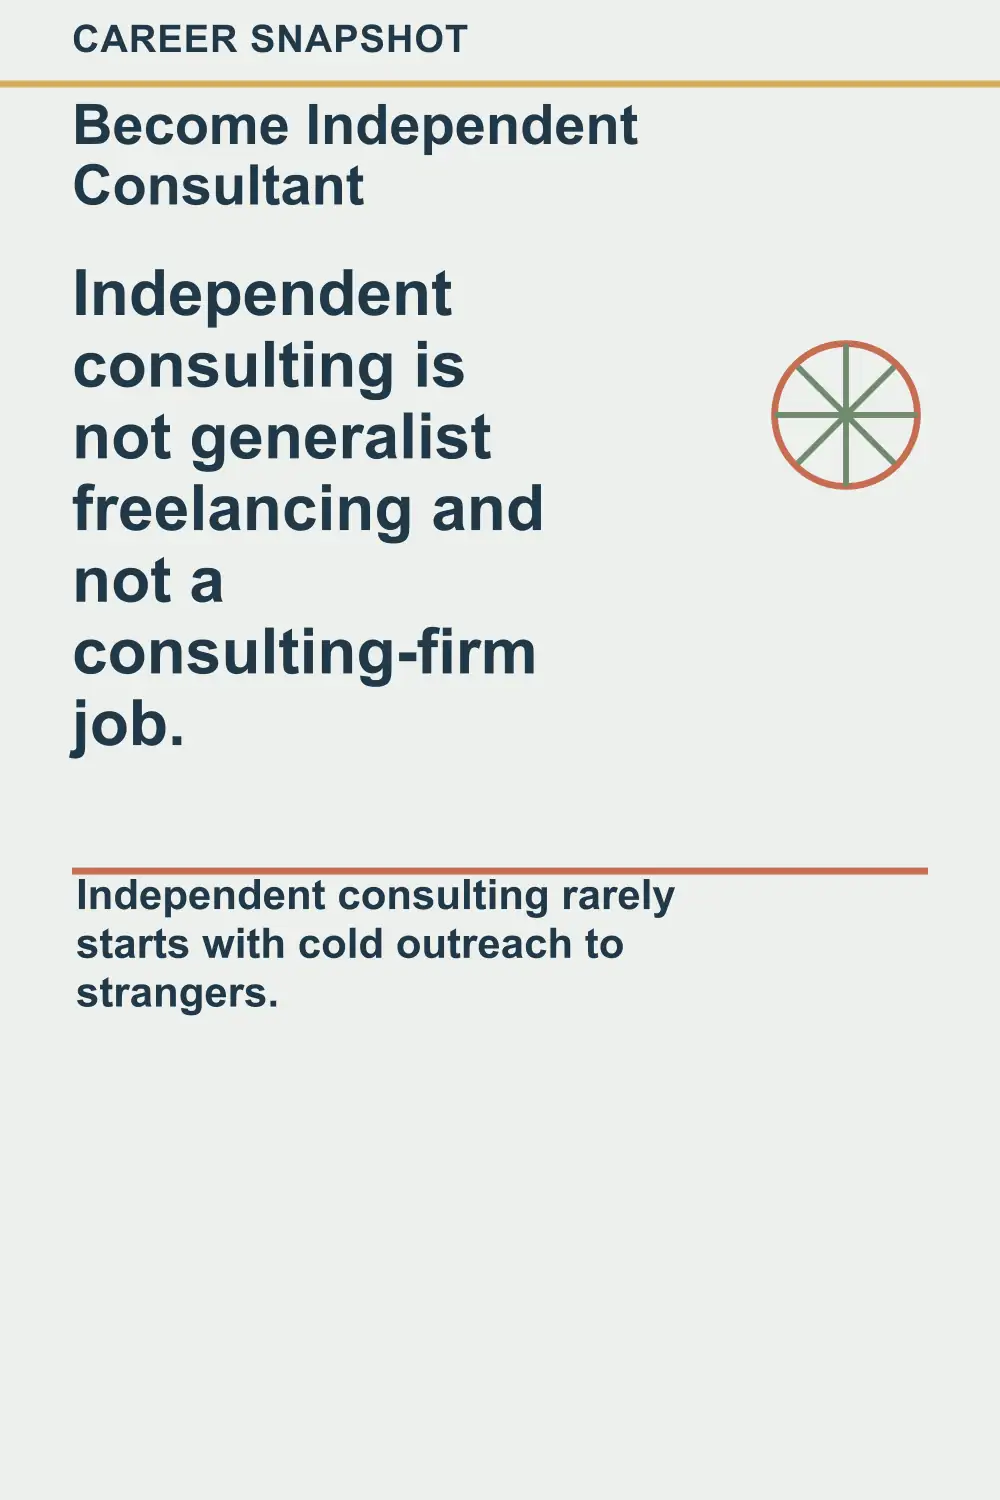 CAREER SNAPSHOT
Become Independent
Consultant
Independent
consulting is
not generalist
freelancing and
not a
consulting-firm
job.
Independent consulting rarely
starts with cold outreach to
strangers.